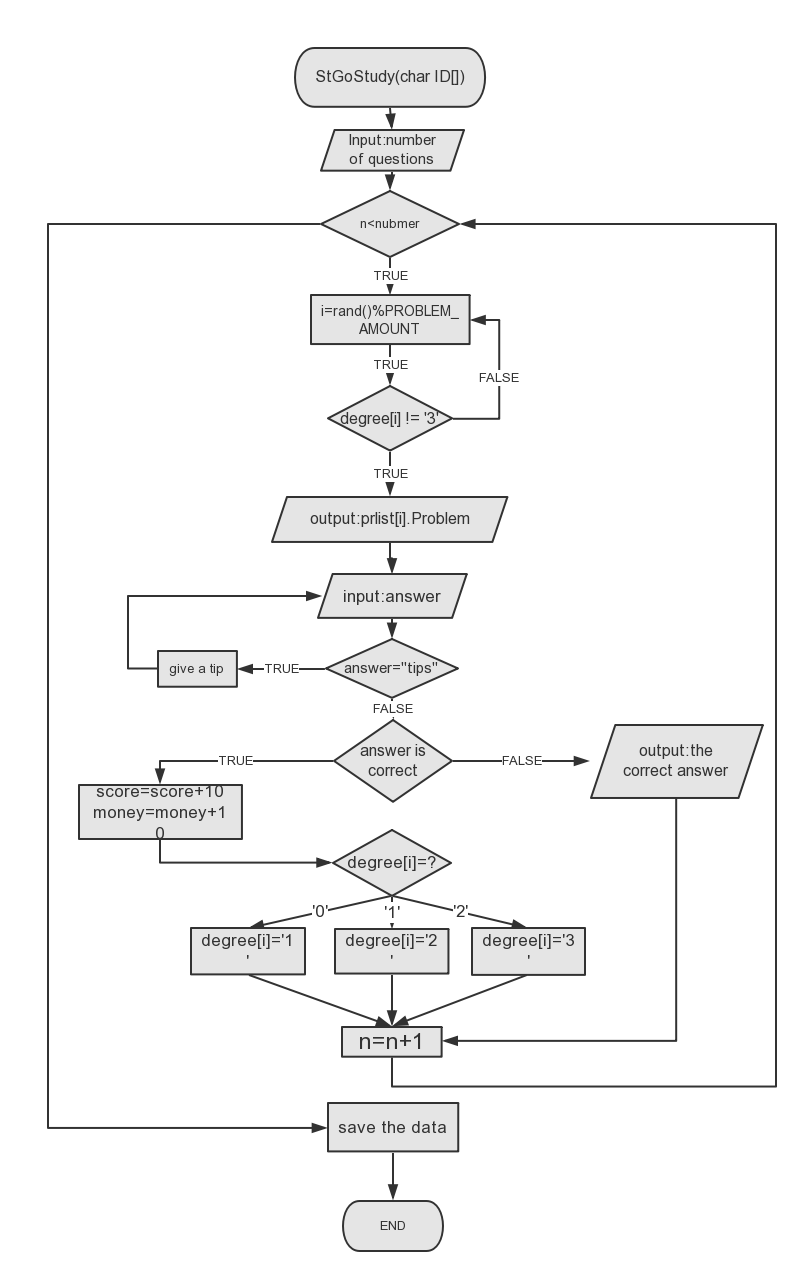 StGoStudy(char ID[])
Input:number
of questions
n<nubmer
TRUE
i=rand()%PROBLEM_
AMOUNT
TRUE
FALSE
degree[i] != '3'
TRUE
output:prlist[i].Problem
input:answer
give a tip
TRUE
answer="tips"
FALSE
TRUE
answer is
correct
FALSE
output:the
correct answer
score=score+10
money=money+1
0
degree[i]=?
'0'
'1'
'2'
degree[i]='1
'
degree[i]='2
'
degree[i]='3
'
n=n+1
save the data
END